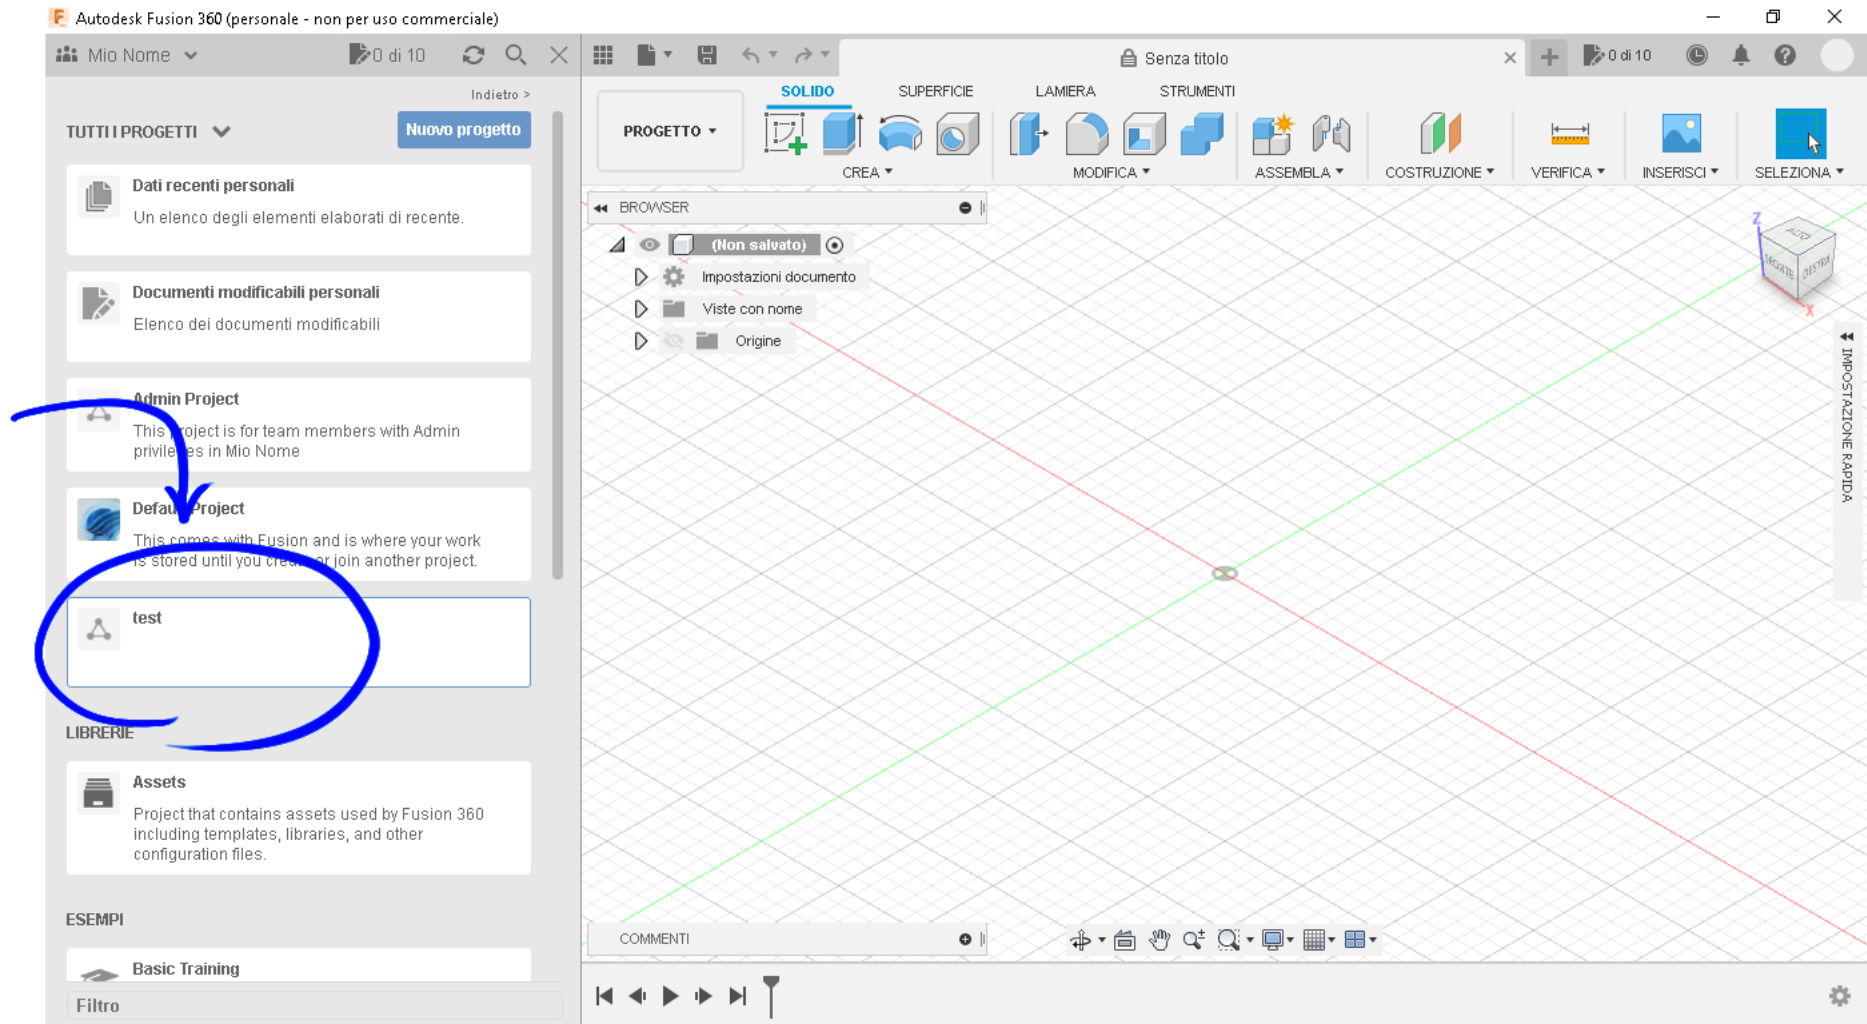 Autodesk Fusion 360 (personale - non per uso commerciale)
Mio Nome
0 di 10
Indietro >
TUTTI I PROGETTI
Nuovo progetto
Dati recenti personali
Un elenco degli elementi elaborati di recente.
Documenti modificabili personali
Elenco dei documenti modificabili
Admin Project
This project is for team members with Admin
privileges in Mio Nome
Default Project
This comes with Fusion and is where your work
is stored until you create or join another project.
test
LIBRERIE
Assets
Project that contains assets used by Fusion 360
including templates, libraries, and other
configuration files.
ESEMPI
Basic Training
Filtro
Senza titolo
0 di 10
SOLIDO
SUPERFICIE
LAMIERA
STRUMENTI
PROGETTO
CREA
MODIFICA
ASSEMBLA
COSTRUZIONE
VERIFICA
INSERISCI
SELEZIONA
BROWSER
(Non salvato)
Impostazioni documento
Viste con nome
Origine
Z
ALTO
FRONTE
DESTRA
X
IMPOSTAZIONE RAPIDA
COMMENTI